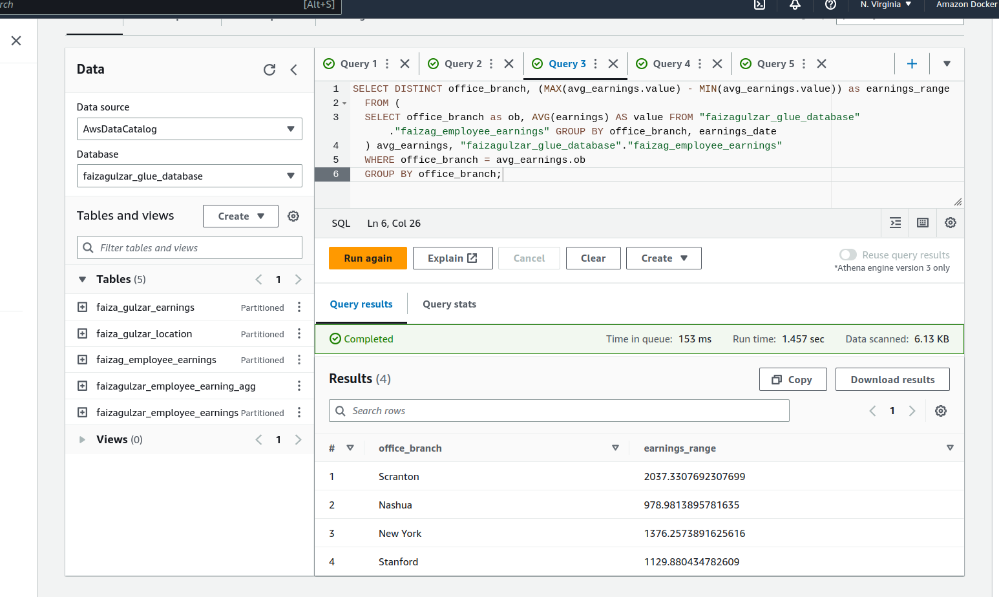 rch [Alt+S] N. Virginia Amazon Docker
Data
Data source
AwsDataCatalog
Database
faizagulzar_glue_database
Tables and views Create
Filter tables and views
Tables (5) 1
faiza_gulzar_earnings Partitioned
faiza_gulzar_location Partitioned
faizag_employee_earnings Partitioned
faizagulzar_employee_earning_agg
faizagulzar_employee_earnings Partitioned
Views (0) 1
Query 1 Query 2 Query 3 Query 4 Query 5
1 SELECT DISTINCT office_branch, (MAX(avg_earnings.value) - MIN(avg_earnings.value)) as earnings_range
2 FROM (
3 SELECT office_branch as ob, AVG(earnings) AS value FROM "faizagulzar_glue_database"
."faizag_employee_earnings" GROUP BY office_branch, earnings_date
4 ) avg_earnings, "faizagulzar_glue_database"."faizag_employee_earnings"
5 WHERE office_branch = avg_earnings.ob
6 GROUP BY office_branch;
SQL Ln 6, Col 26
Run again Explain Cancel Clear Create Reuse query results
*Athena engine version 3 only
Query results Query stats
Completed Time in queue: 153 ms Run time: 1.457 sec Data scanned: 6.13 KB
Results (4) Copy Download results
Search rows 1
# office_branch earnings_range
1 Scranton 2037.3307692307699
2 Nashua 978.9813895781635
3 New York 1376.2573891625616
4 Stanford 1129.880434782609